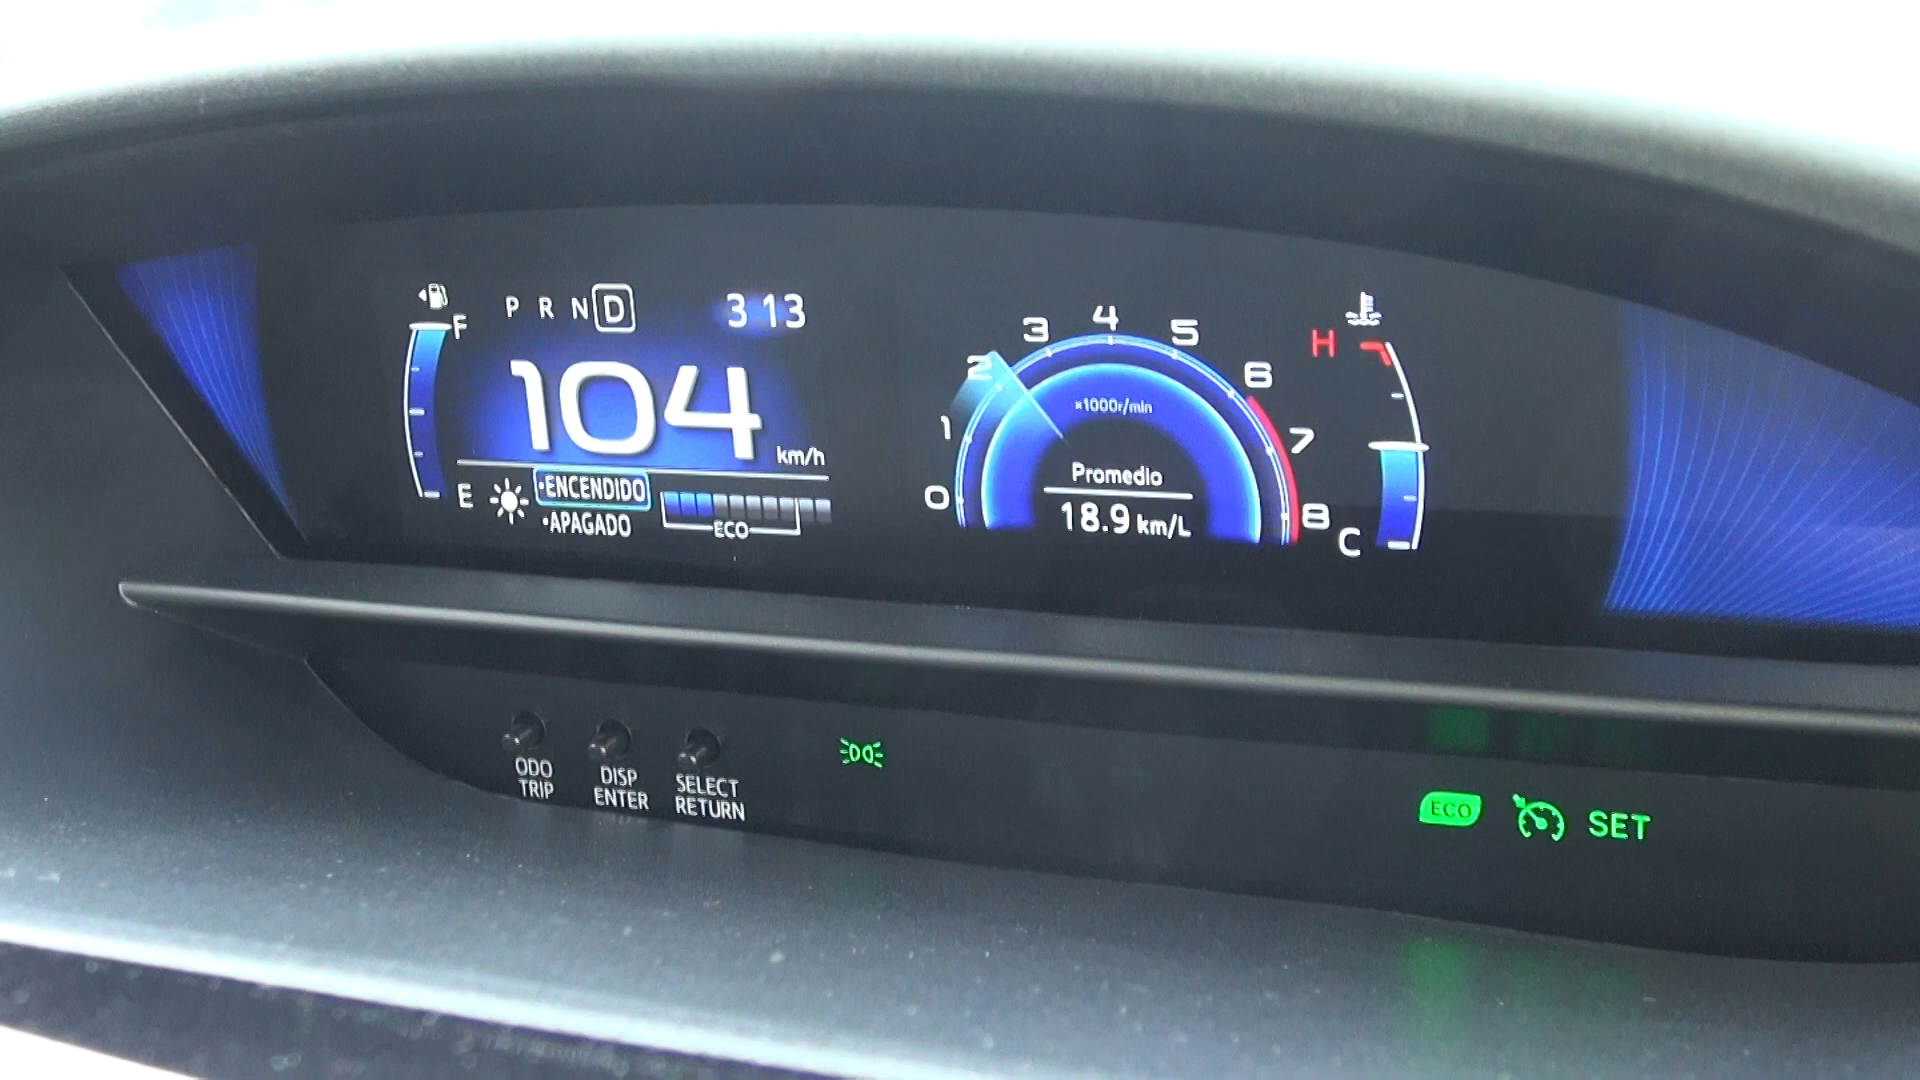 F
P R N D
3:13
104
km/h
E
•ENCENDIDO
•APAGADO
ECO
0 1 2 3 4 5 6 7 8
×1000r/min
Promedio
18.9 km/L
H
C
ODO
TRIP
DISP
ENTER
SELECT
RETURN
ECO
SET